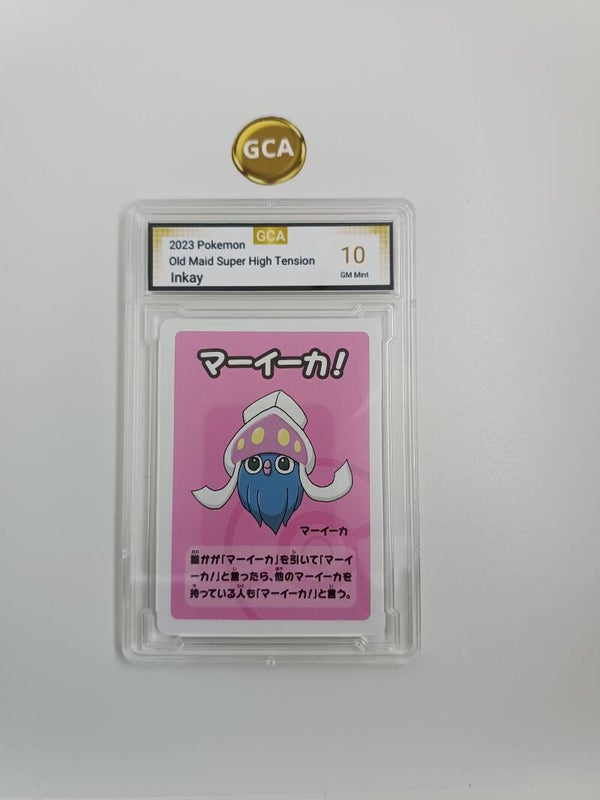 GCA
GCA
2023 Pokemon
Old Maid Super High Tension
Inkay
10
GM Mint
マーイーカ!
マーイーカ
誰かが「マーイーカ」を引いて「マーイ
ーカ!」と言ったら、他のマーイーカを
持っている人も「マーイーカ!」と言う。